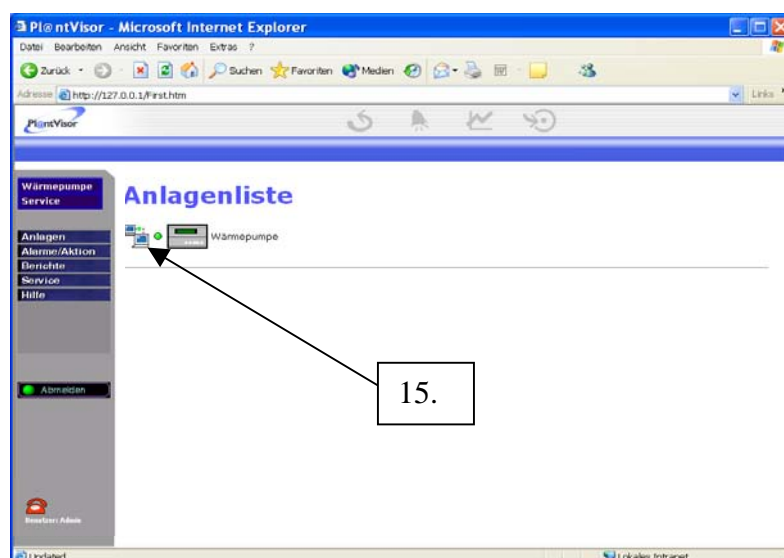 Pl@ntVisor - Microsoft Internet Explorer
Datei Bearbeiten Ansicht Favoriten Extras ?
Zurück Suchen Favoriten Medien
Adresse http://127.0.0.1/First.htm Links
Pl@ntVisor
Wärmepumpe
Service
Anlagenliste
Wärmepumpe
Anlagen
Alarme/Aktion
Berichte
Service
Hilfe
15.
Abmelden
Benutzer: Admin
Updated Lokales Intranet